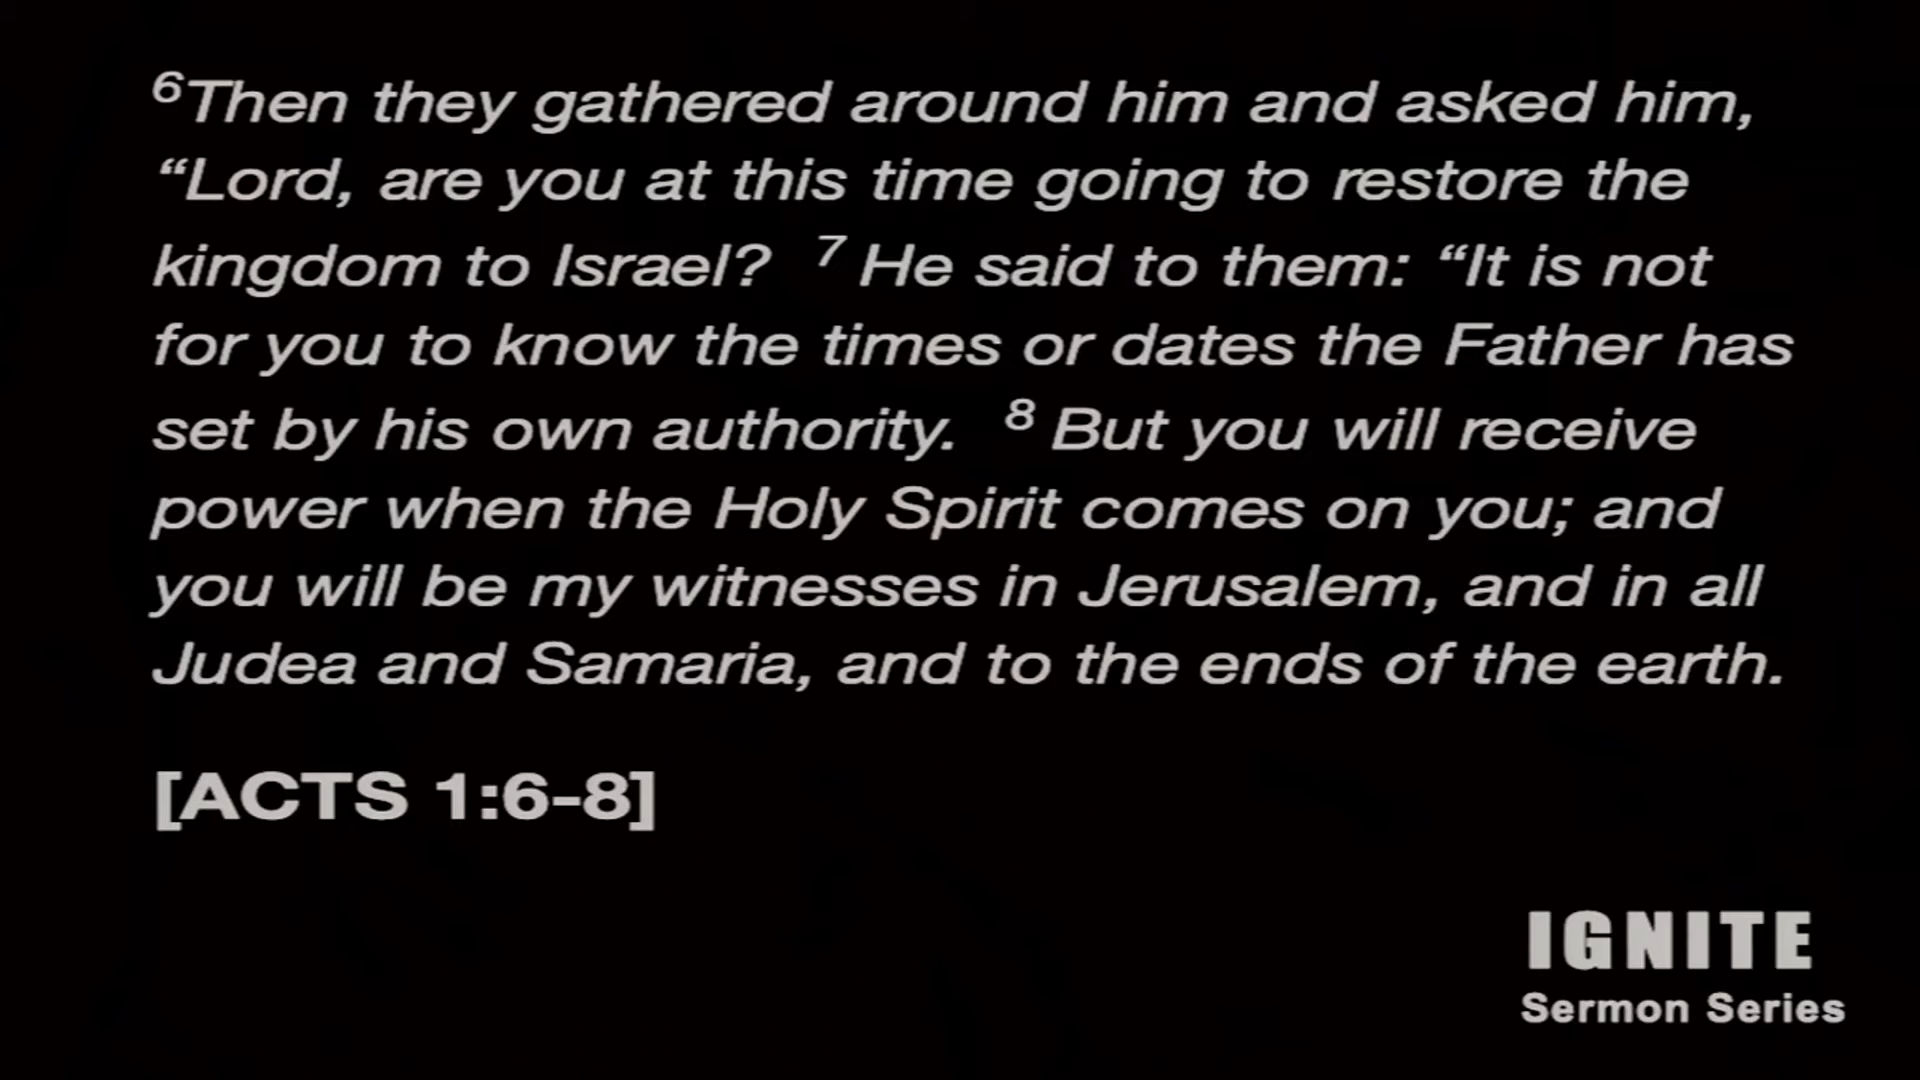 ⁶Then they gathered around him and asked him,
“Lord, are you at this time going to restore the
kingdom to Israel? ⁷ He said to them: “It is not
for you to know the times or dates the Father has
set by his own authority. ⁸ But you will receive
power when the Holy Spirit comes on you; and
you will be my witnesses in Jerusalem, and in all
Judea and Samaria, and to the ends of the earth.
[ACTS 1:6-8]
IGNITE
Sermon Series